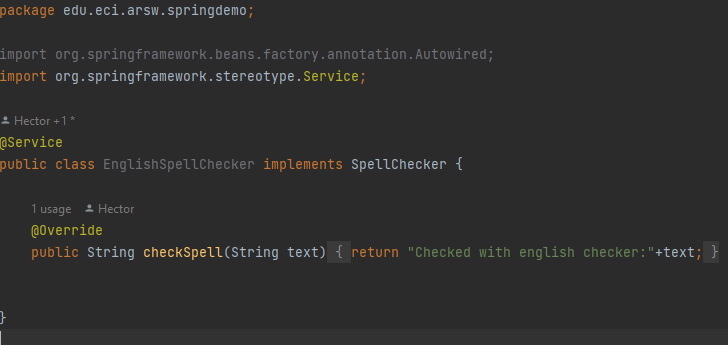 package edu.eci.arsw.springdemo;
import org.springframework.beans.factory.annotation.Autowired;
import org.springframework.stereotype.Service;
Hector +1 *
@Service
public class EnglishSpellChecker implements SpellChecker {
1 usage Hector
@Override
public String checkSpell(String text) { return "Checked with english checker:"+text; }
}